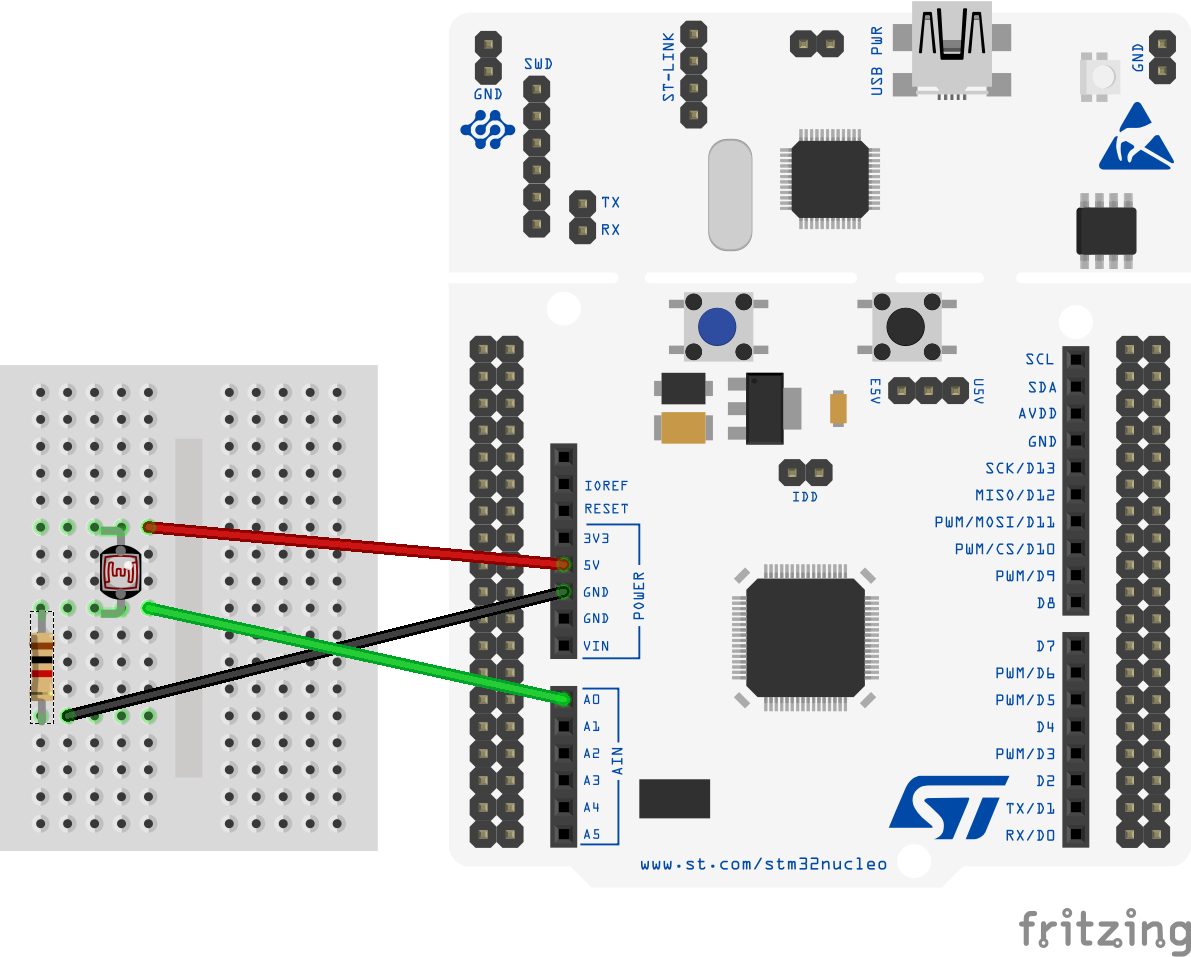 GND
SWD
ST-LINK
USB PWR
GND
TX
RX
E5V
U5V
IDD
IOREF
RESET
3V3
5V
GND
GND
VIN
POWER
A0
A1
A2
A3
A4
A5
AIN
SCL
SDA
AVDD
GND
SCK/D13
MISO/D12
PWM/MOSI/D11
PWM/CS/D10
PWM/D9
D8
D7
PWM/D6
PWM/D5
D4
PWM/D3
D2
TX/D1
RX/D0
ST
www.st.com/stm32nucleo
fritzing